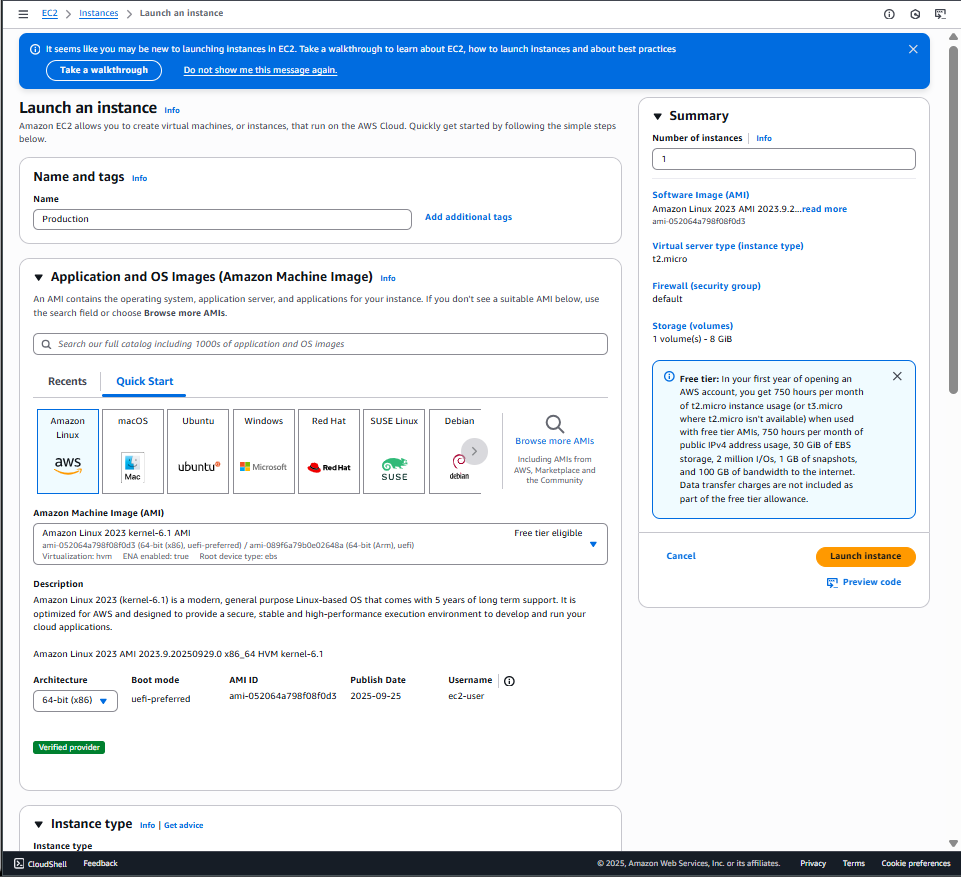 EC2 > Instances > Launch an instance
It seems like you may be new to launching instances in EC2. Take a walkthrough to learn about EC2, how to launch instances and about best practices
Take a walkthrough
Do not show me this message again.
Launch an instance Info
Amazon EC2 allows you to create virtual machines, or instances, that run on the AWS Cloud. Quickly get started by following the simple steps
below.
Name and tags Info
Name
Production
Add additional tags
Application and OS Images (Amazon Machine Image) Info
An AMI contains the operating system, application server, and applications for your instance. If you don't see a suitable AMI below, use
the search field or choose Browse more AMIs.
Search our full catalog including 1000s of application and OS images
Recents
Quick Start
Amazon
Linux
aws
macOS
Mac
Ubuntu
ubuntu
Windows
Microsoft
Red Hat
Red Hat
SUSE Linux
SUSE
Debian
debian
Browse more AMIs
Including AMIs from
AWS, Marketplace and
the Community
Amazon Machine Image (AMI)
Amazon Linux 2023 kernel-6.1 AMI
Free tier eligible
ami-052064a798f08f0d3 (64-bit (x86), uefi-preferred) / ami-089f6a79b0e02648a (64-bit (Arm), uefi)
Virtualization: hvm ENA enabled: true Root device type: ebs
Description
Amazon Linux 2023 (kernel-6.1) is a modern, general purpose Linux-based OS that comes with 5 years of long term support. It is
optimized for AWS and designed to provide a secure, stable and high-performance execution environment to develop and run your
cloud applications.
Amazon Linux 2023 AMI 2023.9.20250929.0 x86_64 HVM kernel-6.1
Architecture
64-bit (x86)
Boot mode
uefi-preferred
AMI ID
ami-052064a798f08f0d3
Publish Date
2025-09-25
Username
ec2-user
Verified provider
Instance type Info | Get advice
Instance type
Summary
Number of instances Info
1
Software Image (AMI)
Amazon Linux 2023 AMI 2023.9.2...read more
ami-052064a798f08f0d3
Virtual server type (instance type)
t2.micro
Firewall (security group)
default
Storage (volumes)
1 volume(s) - 8 GiB
Free tier: In your first year of opening an
AWS account, you get 750 hours per month
of t2.micro instance usage (or t3.micro
where t2.micro isn't available) when used
with free tier AMIs, 750 hours per month of
public IPv4 address usage, 30 GiB of EBS
storage, 2 million I/Os, 1 GB of snapshots,
and 100 GB of bandwidth to the internet.
Data transfer charges are not included as
part of the free tier allowance.
Cancel
Launch instance
Preview code
CloudShell
Feedback
© 2025, Amazon Web Services, Inc. or its affiliates.
Privacy
Terms
Cookie preferences